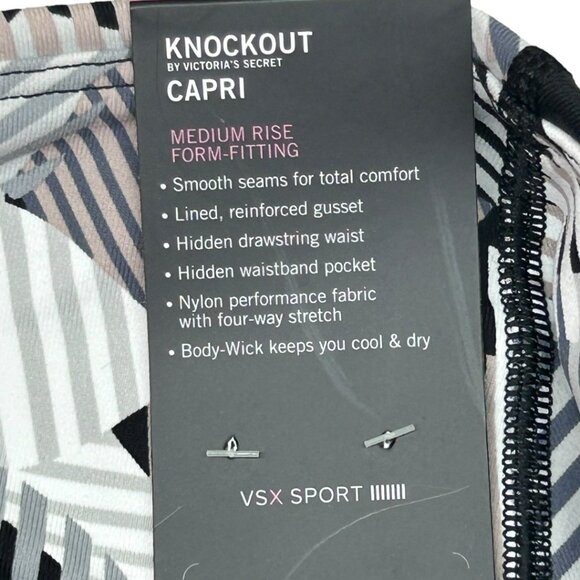 KNOCKOUT
BY VICTORIA'S SECRET
CAPRI
MEDIUM RISE
FORM-FITTING
• Smooth seams for total comfort
• Lined, reinforced gusset
• Hidden drawstring waist
• Hidden waistband pocket
• Nylon performance fabric
with four-way stretch
• Body-Wick keeps you cool & dry
VSX SPORT